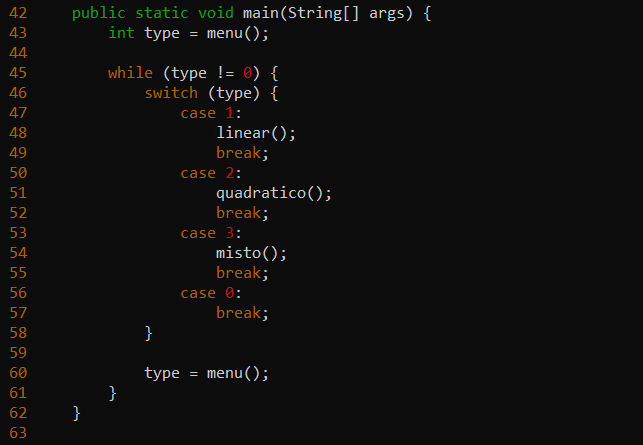 42     public static void main(String[] args) {
43         int type = menu();
44
45         while (type != 0) {
46             switch (type) {
47                 case 1:
48                     linear();
49                     break;
50                 case 2:
51                     quadratico();
52                     break;
53                 case 3:
54                     misto();
55                     break;
56                 case 0:
57                     break;
58             }
59
60             type = menu();
61         }
62     }
63